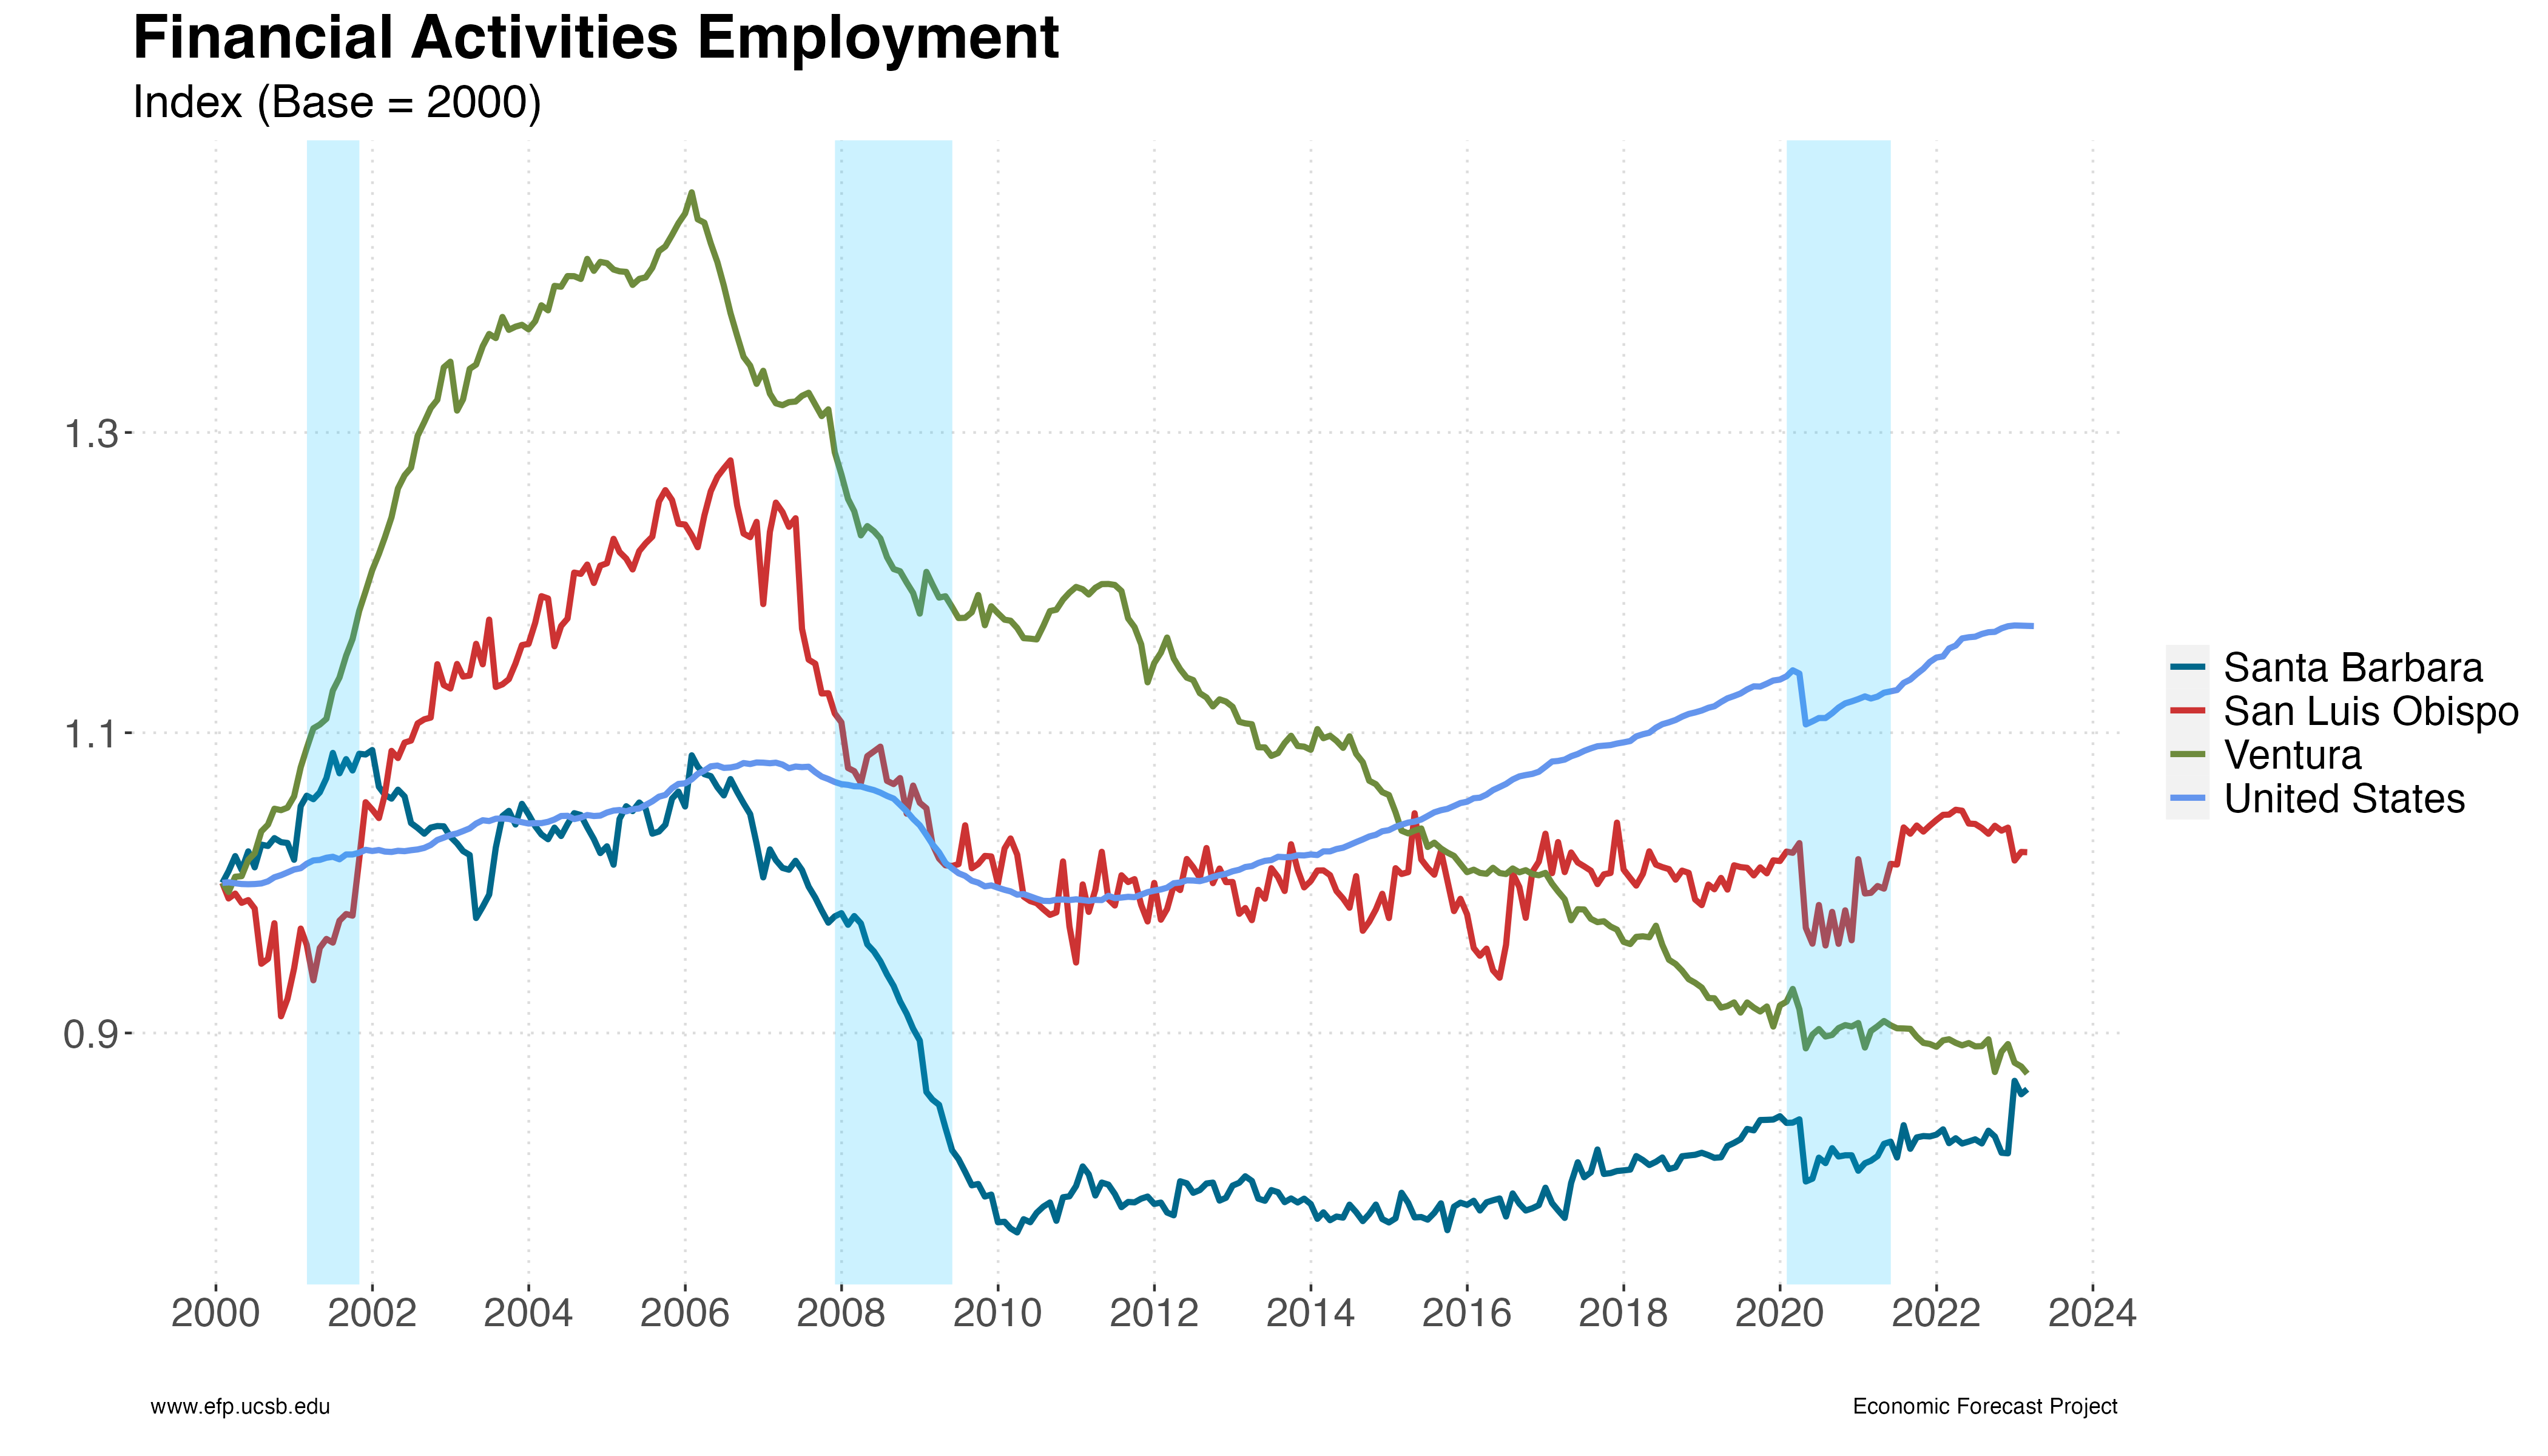 Financial Activities Employment
Index (Base = 2000)
1.3
1.1
0.9
2000 2002 2004 2006 2008 2010 2012 2014 2016 2018 2020 2022 2024
Santa Barbara
San Luis Obispo
Ventura
United States
www.efp.ucsb.edu
Economic Forecast Project